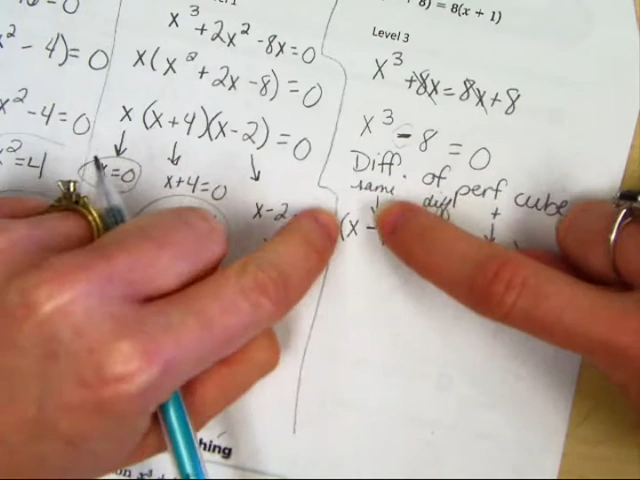 x² - 4) = 0
x² - 4 = 0
x² = 4
x³ + 2x² - 8x = 0
x(x² + 2x - 8) = 0
x(x+4)(x-2) = 0
x=0
x+4=0
x-2
= 8(x + 1)
Level 3
x³ + 8x = 8x + 8
x³ - 8 = 0
Diff. of perf cube
same diff +
(x -
hing